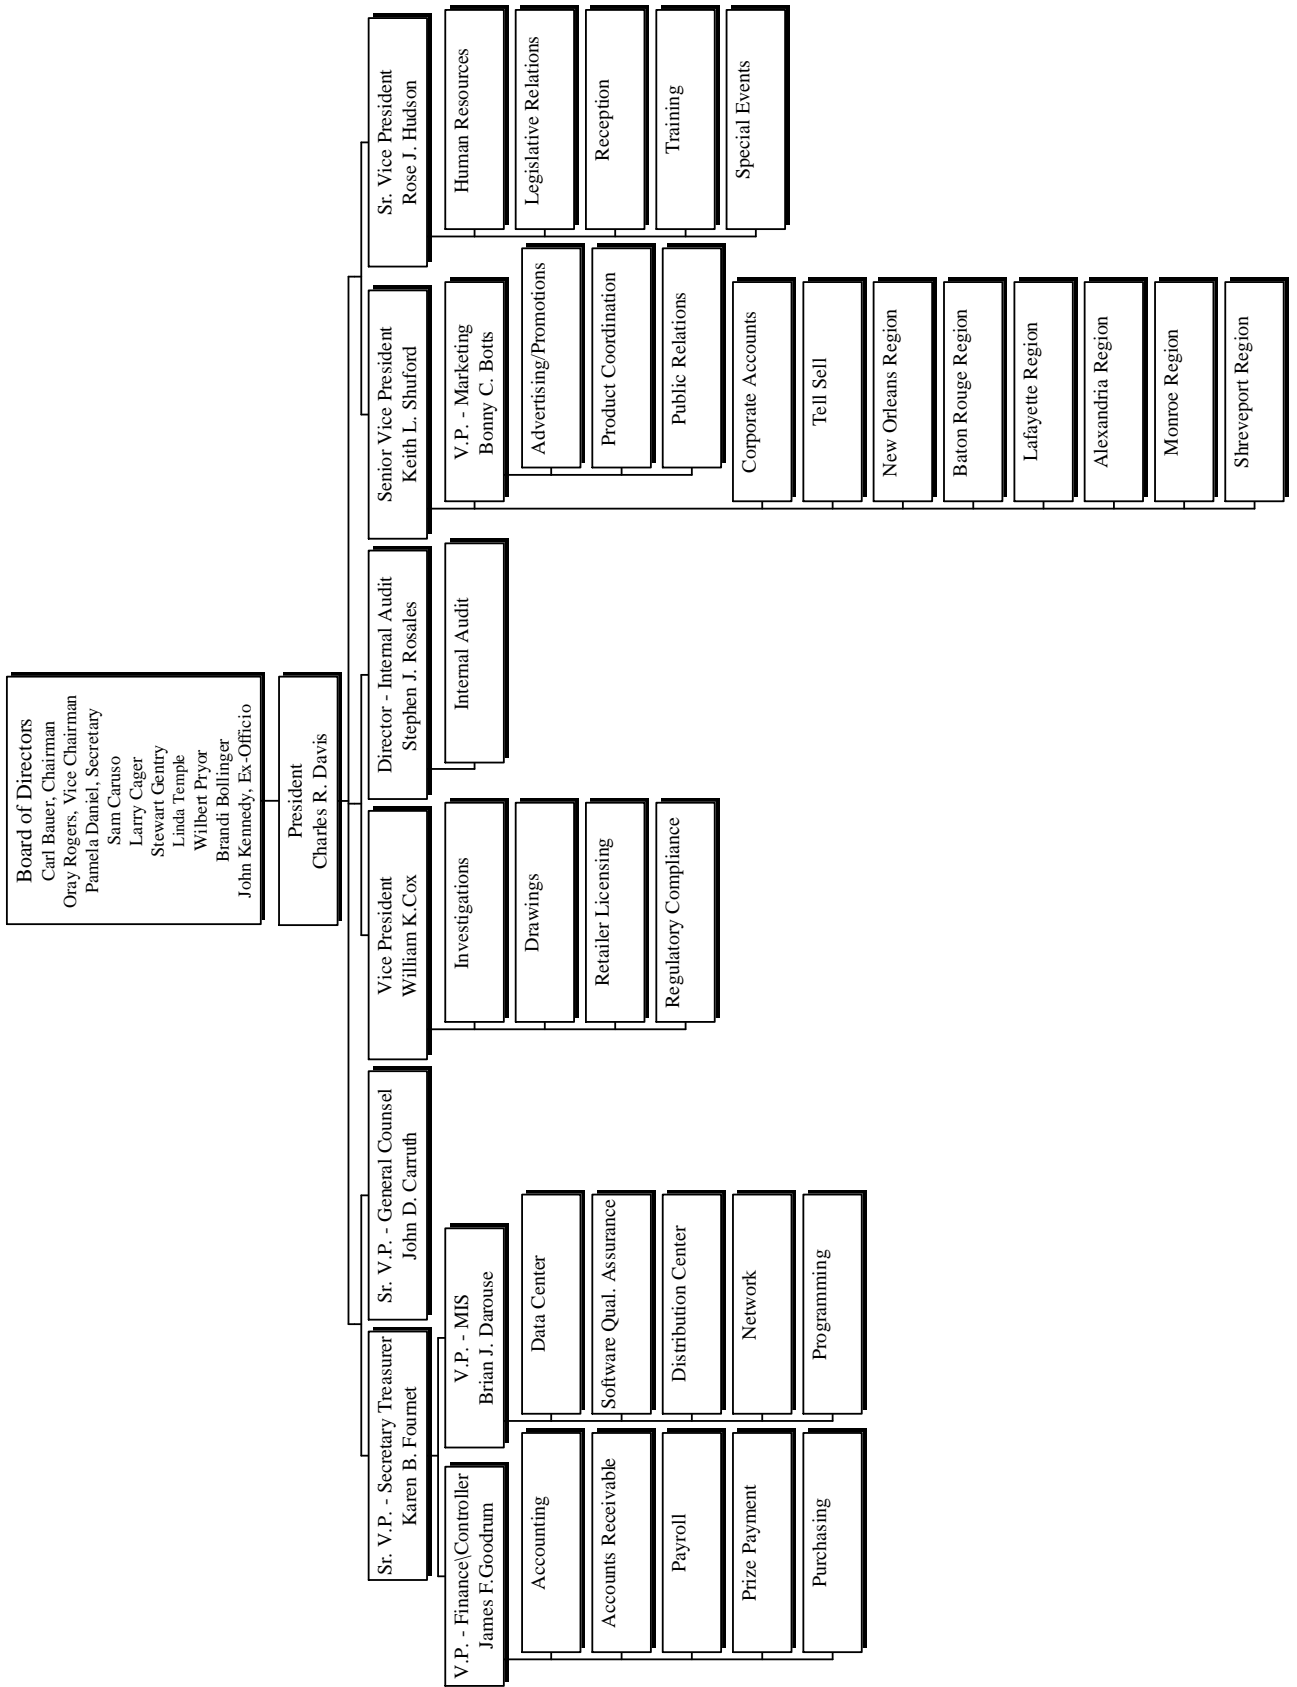 Board of Directors
Carl Bauer, Chairman
Oray Rogers, Vice Chairman
Pamela Daniel, Secretary
Sam Caruso
Larry Cager
Stewart Gentry
Linda Temple
Wilbert Pryor
Brandi Bollinger
John Kennedy, Ex-Officio
President
Charles R. Davis
Sr. V.P. - Secretary Treasurer
Karen B. Fournet
V.P. - Finance\Controller
James F.Goodrum
Accounting
Accounts Receivable
Payroll
Prize Payment
Purchasing
V.P. - MIS
Brian J. Darouse
Data Center
Software Qual. Assurance
Distribution Center
Network
Programming
Sr. V.P. - General Counsel
John D. Carruth
Vice President
William K.Cox
Investigations
Drawings
Retailer Licensing
Regulatory Compliance
Director - Internal Audit
Stephen J. Rosales
Internal Audit
Senior Vice President
Keith L. Shuford
V.P. - Marketing
Bonny C. Botts
Advertising/Promotions
Product Coordination
Public Relations
Corporate Accounts
Tell Sell
New Orleans Region
Baton Rouge Region
Lafayette Region
Alexandria Region
Monroe Region
Shreveport Region
Sr. Vice President
Rose J. Hudson
Human Resources
Legislative Relations
Reception
Training
Special Events